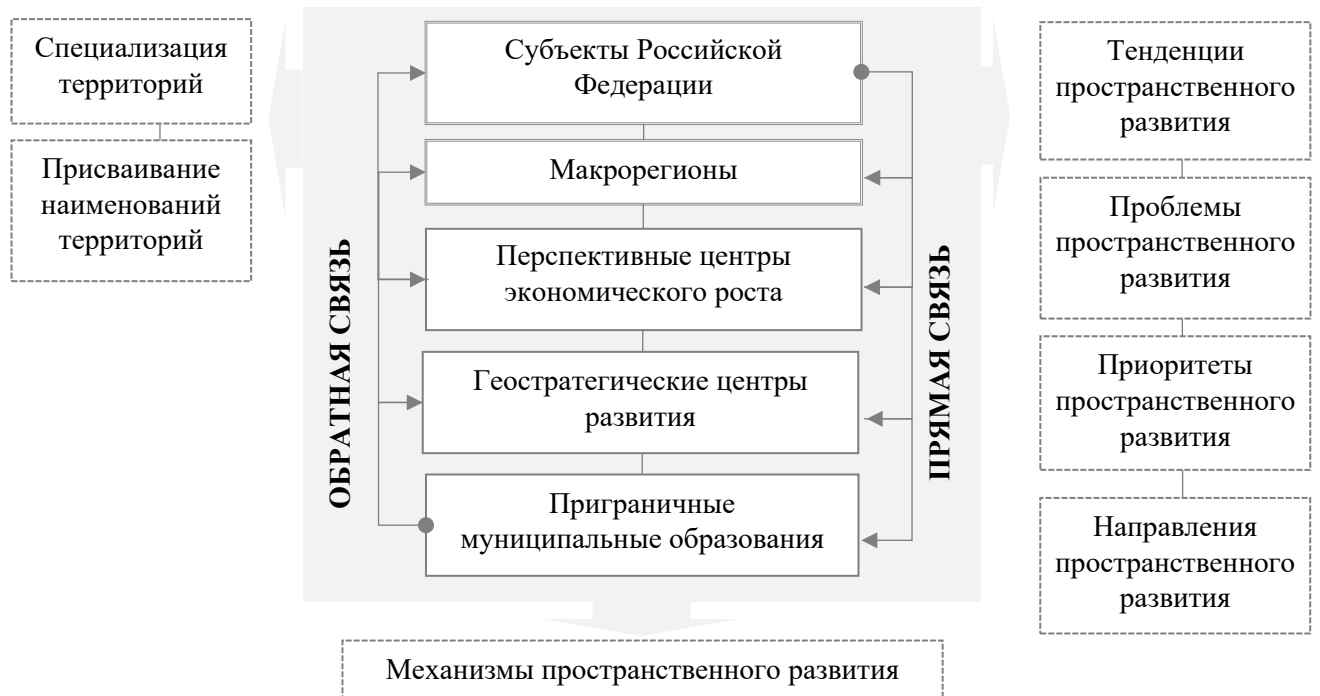 Специализация
территорий
Присваивание
наименований
территорий
ОБРАТНАЯ СВЯЗЬ
Субъекты Российской
Федерации
Макрорегионы
Перспективные центры
экономического роста
Геостратегические центры
развития
Приграничные
муниципальные образования
ПРЯМАЯ СВЯЗЬ
Тенденции
пространственного
развития
Проблемы
пространственного
развития
Приоритеты
пространственного
развития
Направления
пространственного
развития
Механизмы пространственного развития